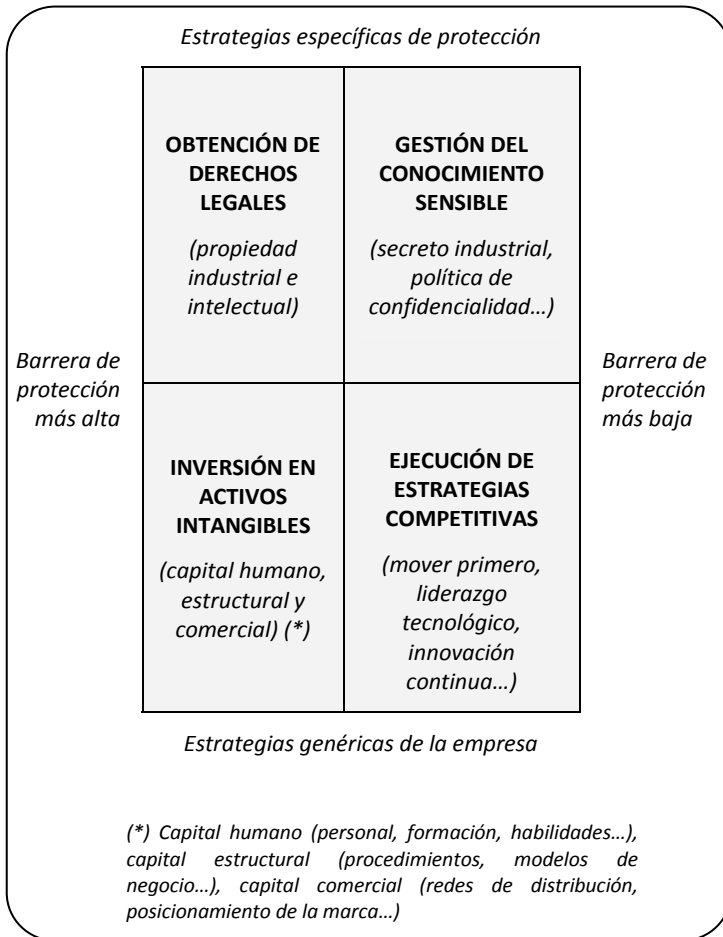 Estrategias específicas de protección
OBTENCIÓN DE
DERECHOS
LEGALES
(propiedad
industrial e
intelectual)
GESTIÓN DEL
CONOCIMIENTO
SENSIBLE
(secreto industrial,
política de
confidencialidad…)
Barrera de
protección
más alta
Barrera de
protección
más baja
INVERSIÓN EN
ACTIVOS
INTANGIBLES
(capital humano,
estructural y
comercial) (*)
EJECUCIÓN DE
ESTRATEGIAS
COMPETITIVAS
(mover primero,
liderazgo
tecnológico,
innovación
continua…)
Estrategias genéricas de la empresa
(*) Capital humano (personal, formación, habilidades…),
capital estructural (procedimientos, modelos de
negocio…), capital comercial (redes de distribución,
posicionamiento de la marca…)